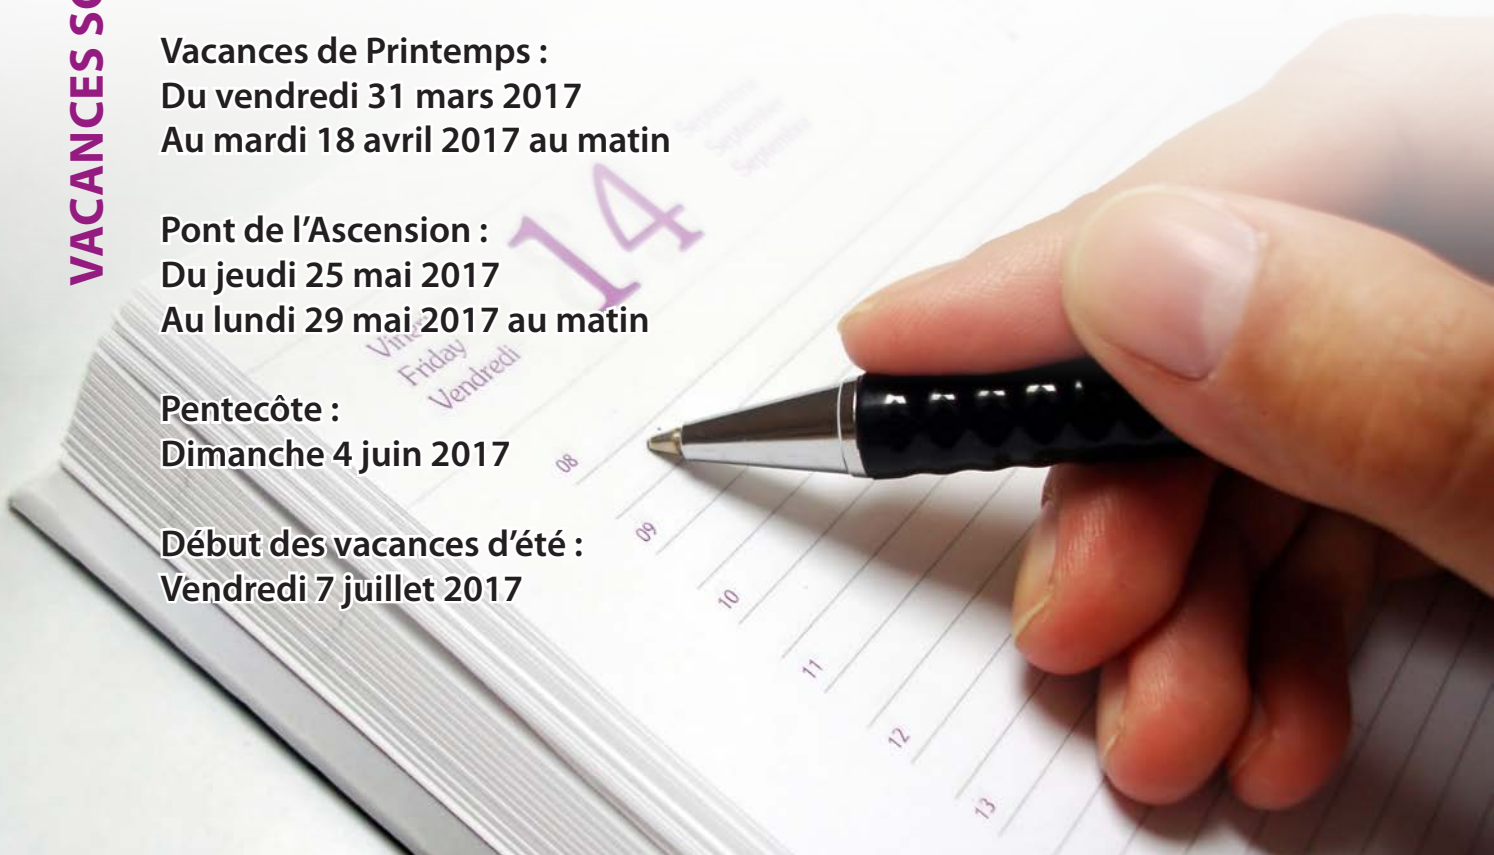 VACANCES
Vacances de Printemps :
Du vendredi 31 mars 2017
Au mardi 18 avril 2017 au matin
Pont de l’Ascension :
Du jeudi 25 mai 2017
Au lundi 29 mai 2017 au matin
Pentecôte :
Dimanche 4 juin 2017
Début des vacances d’été :
Vendredi 7 juillet 2017
14
Friday
Vendredi
08
09
10
11
12
13